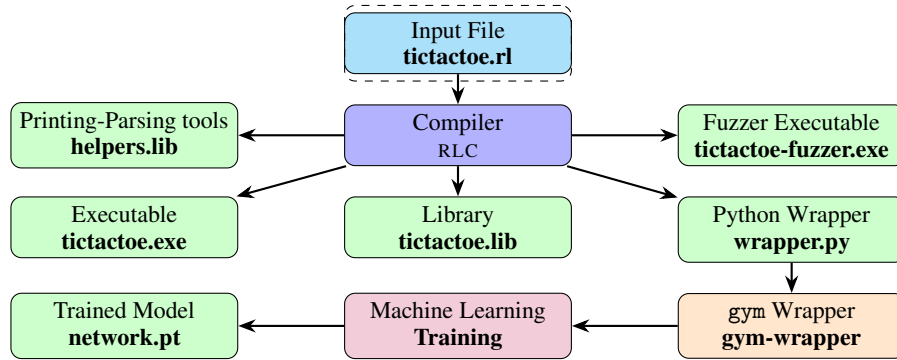 Input File
tictactoe.rl
Printing-Parsing tools
helpers.lib
Compiler
RLC
Fuzzer Executable
tictactoe-fuzzer.exe
Executable
tictactoe.exe
Library
tictactoe.lib
Python Wrapper
wrapper.py
Trained Model
network.pt
Machine Learning
Training
gym Wrapper
gym-wrapper